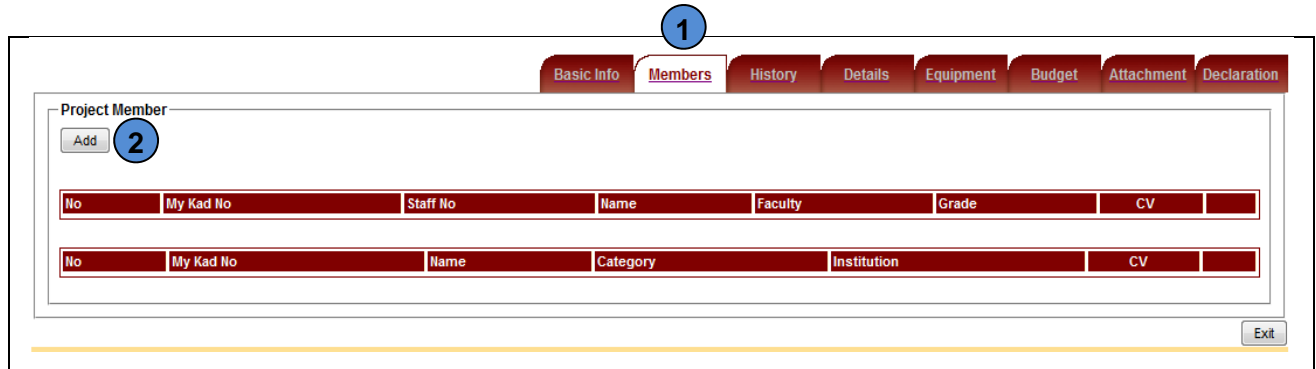 1
Basic Info Members History Details Equipment Budget Attachment Declaration
Project Member
Add 2
No My Kad No Staff No Name Faculty Grade CV
No My Kad No Name Category Institution CV
Exit